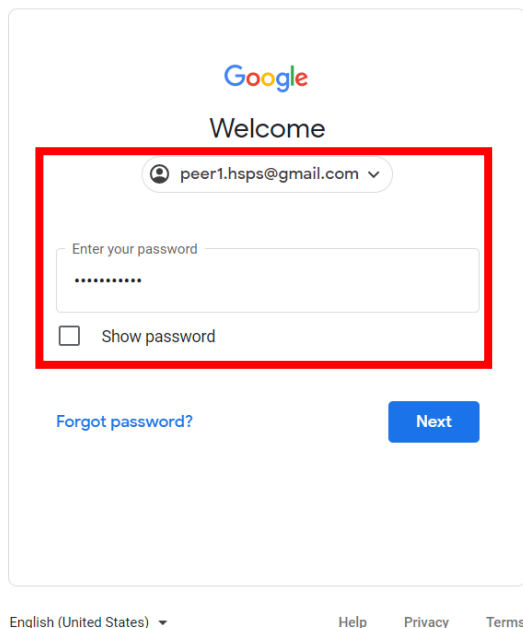 Google
Welcome
peer1.hsps@gmail.com
Enter your password
•••••••••••
Show password
Forgot password? Next
English (United States) Help Privacy Terms